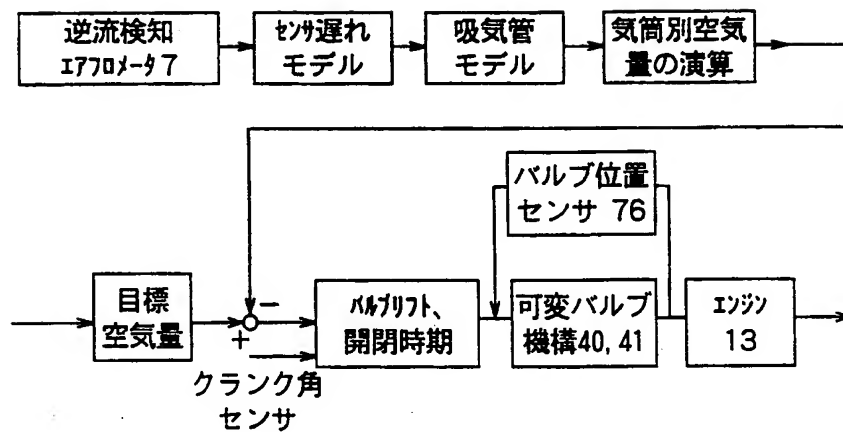 逆流検知
エアフロメータ7
センサ遅れ
モデル
吸気管
モデル
気筒別空気
量の演算
バルブ位置
センサ 76
目標
空気量
−
+
バルブリフト、
開閉時期
可変バルブ
機構40, 41
エンジン
13
クランク角
センサ